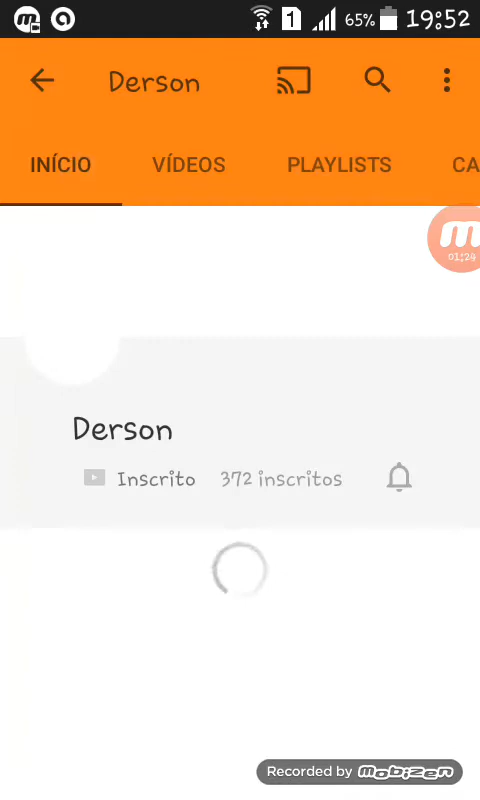 1 65% 19:52
Derson
INÍCIO VÍDEOS PLAYLISTS CA
01:24
Derson
Inscrito 372 inscritos
Recorded by mobizen